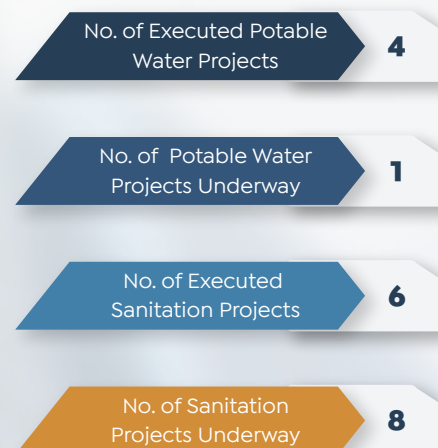 No. of Executed Potable
Water Projects
4
No. of Potable Water
Projects Underway
1
No. of Executed
Sanitation Projects
6
No. of Sanitation
Projects Underway
8